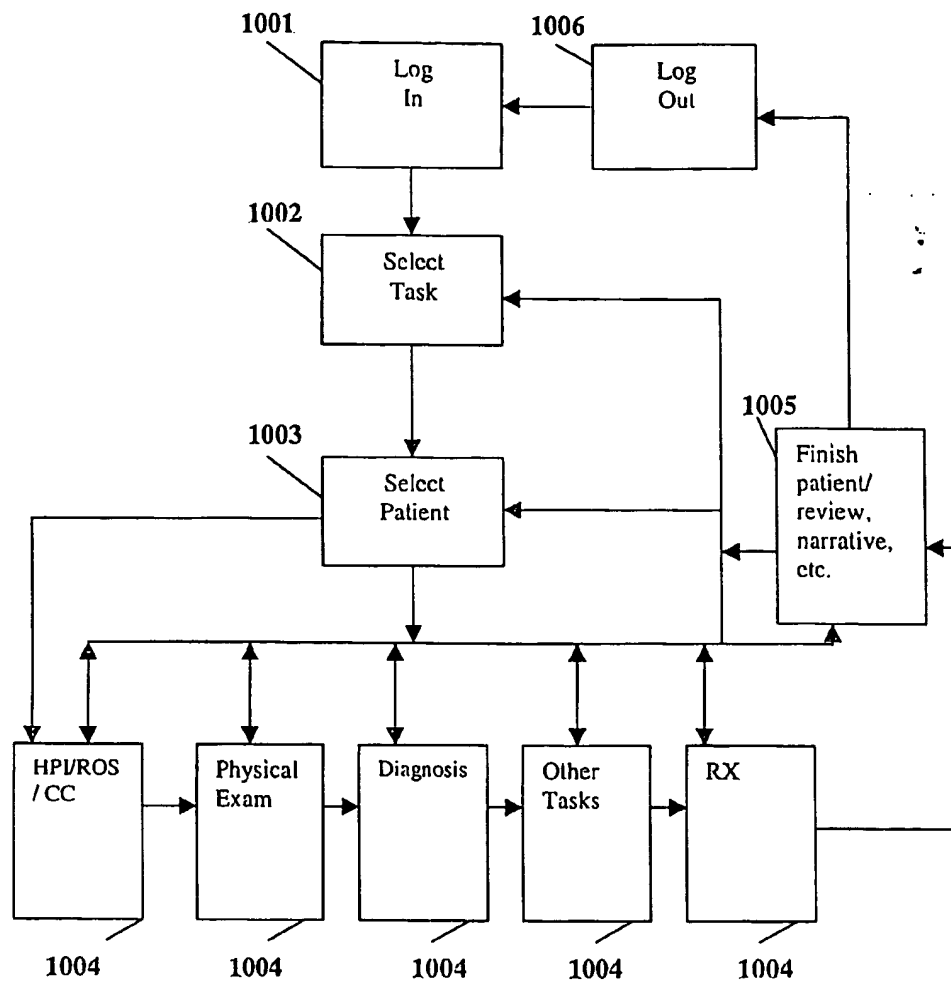 1001
1006
Log
In
Log
Out
1002
Select
Task
1003
Select
Patient
1005
Finish
patient/
review,
narrative,
etc.
HPI/ROS
/ CC
Physical
Exam
Diagnosis
Other
Tasks
RX
1004
1004
1004
1004
1004